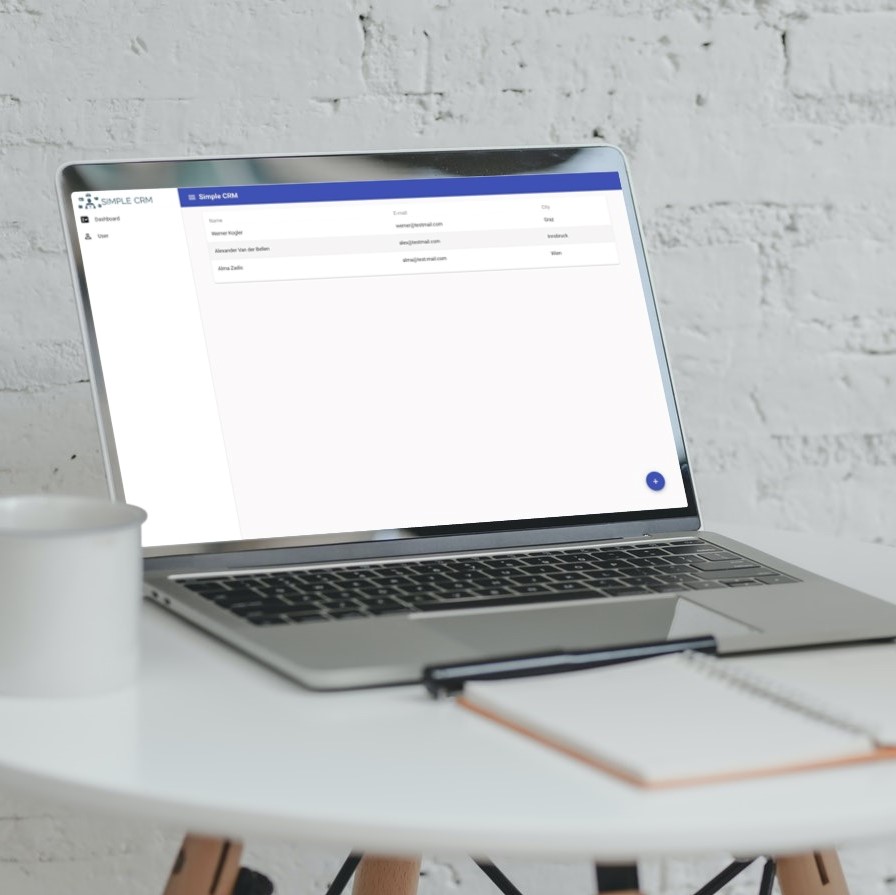 SIMPLE CRM
Simple CRM
Dashboard
User
Name E-mail City
Werner Kogler werner@testmail.com Graz
Alexander Van der Bellen alex@testmail.com Innsbruck
Alma Zadic alma@test-mail.com Wien
+